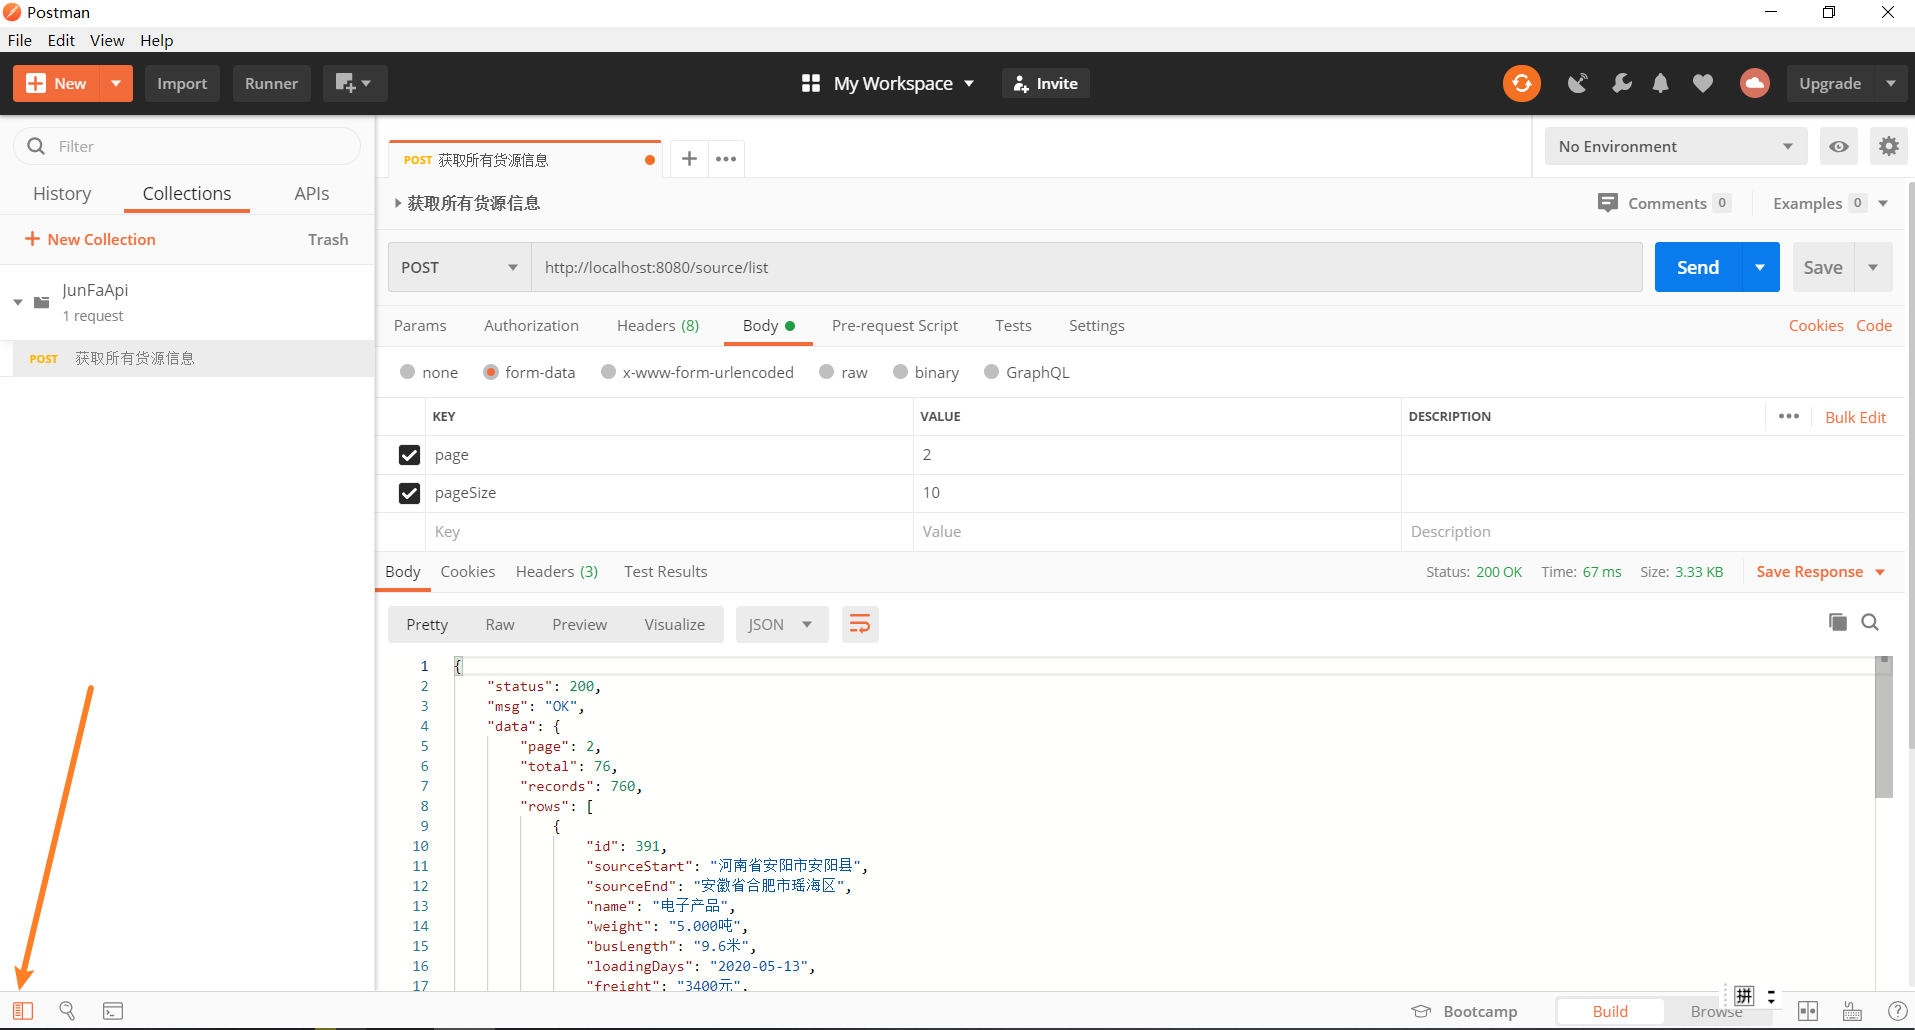 Postman
File Edit View Help
New Import Runner My Workspace Invite Upgrade
Filter
History Collections APIs
New Collection Trash
JunFaApi
1 request
POST 获取所有货源信息
POST 获取所有货源信息
No Environment
获取所有货源信息
Comments 0 Examples 0
POST http://localhost:8080/source/list Send Save
Params Authorization Headers (8) Body Pre-request Script Tests Settings Cookies Code
none form-data x-www-form-urlencoded raw binary GraphQL
KEY VALUE DESCRIPTION Bulk Edit
page 2
pageSize 10
Key Value Description
Body Cookies Headers (3) Test Results Status: 200 OK Time: 67 ms Size: 3.33 KB Save Response
Pretty Raw Preview Visualize JSON
1 {
2 "status": 200,
3 "msg": "OK",
4 "data": {
5 "page": 2,
6 "total": 76,
7 "records": 760,
8 "rows": [
9 {
10 "id": 391,
11 "sourceStart": "河南省安阳市安阳县",
12 "sourceEnd": "安徽省合肥市瑶海区",
13 "name": "电子产品",
14 "weight": "5.000吨",
15 "busLength": "9.6米",
16 "loadingDays": "2020-05-13",
17 "freight": "3400元",
Bootcamp Build Browse 拼